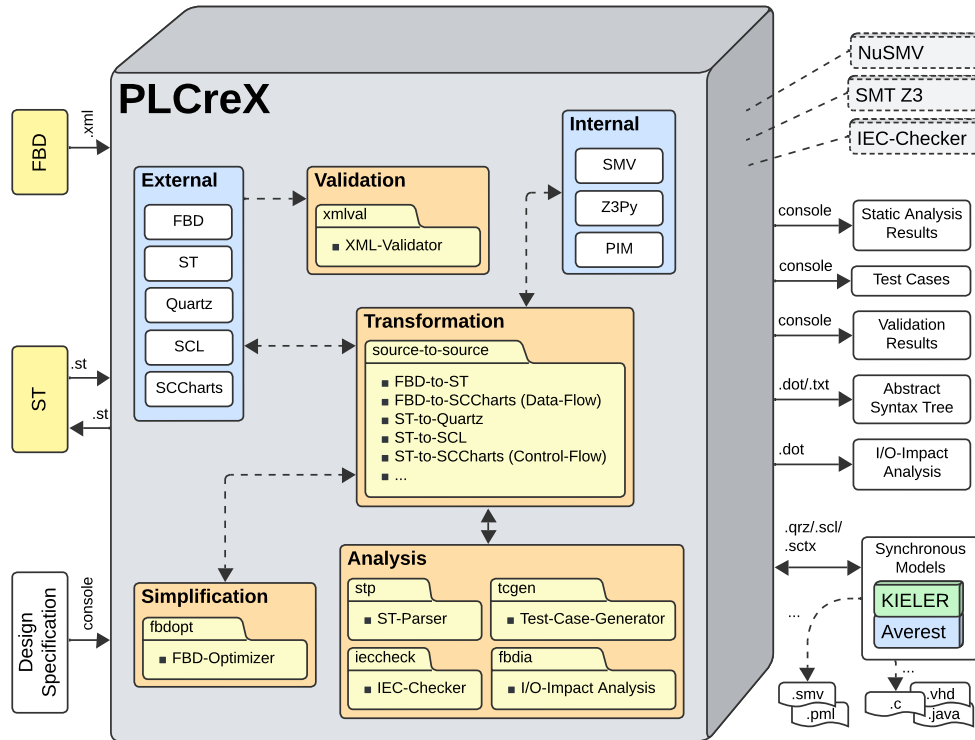 PLCreX
NuSMV
SMT Z3
IEC-Checker
FBD
.xml
ST
.st
.st
Design
Specification
console
External
FBD
ST
Quartz
SCL
SCCharts
Validation
xmlval
▪ XML-Validator
Internal
SMV
Z3Py
PIM
Transformation
source-to-source
▪ FBD-to-ST
▪ FBD-to-SCCharts (Data-Flow)
▪ ST-to-Quartz
▪ ST-to-SCL
▪ ST-to-SCCharts (Control-Flow)
▪ ...
Simplification
fbdopt
▪ FBD-Optimizer
Analysis
stp
▪ ST-Parser
tcgen
▪ Test-Case-Generator
ieccheck
▪ IEC-Checker
fbdia
▪ I/O-Impact Analysis
console
Static Analysis
Results
console
Test Cases
console
Validation
Results
.dot/.txt
Abstract
Syntax Tree
.dot
I/O-Impact
Analysis
.qrz/.scl/
.sctx
Synchronous
Models
KIELER
Averest
...
...
.smv
.pml
.c
.vhd
.java